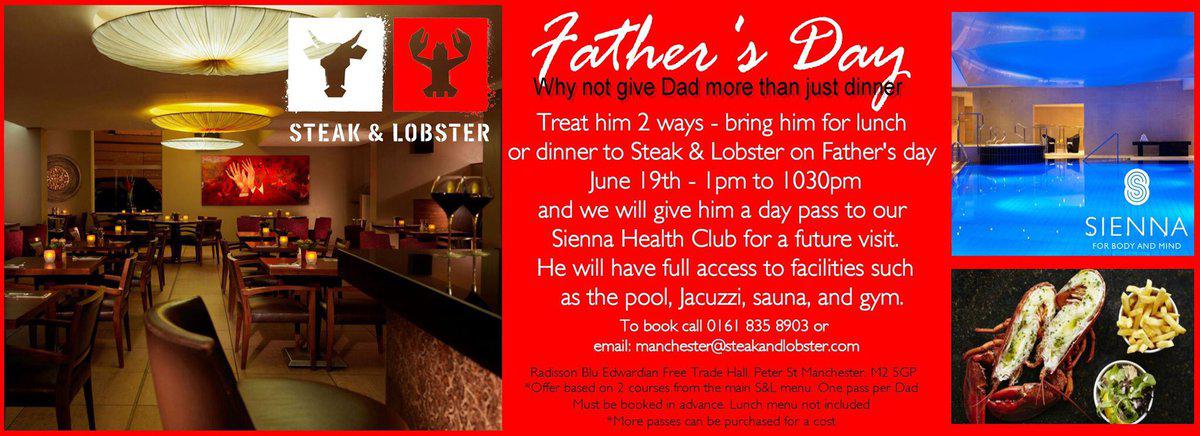 STEAK & LOBSTER
Father's Day
Why not give Dad more than just dinner
Treat him 2 ways - bring him for lunch
or dinner to Steak & Lobster on Father's day
June 19th - 1pm to 1030pm
and we will give him a day pass to our
Sienna Health Club for a future visit.
He will have full access to facilities such
as the pool, Jacuzzi, sauna, and gym.
To book call 0161 835 8903 or
email: manchester@steakandlobster.com
Radisson Blu Edwardian Free Trade Hall, Peter St Manchester. M2 5GP
*Offer based on 2 courses from the main S&L menu. One pass per Dad
Must be booked in advance. Lunch menu not included
*More passes can be purchased for a cost
SIENNA
FOR BODY AND MIND